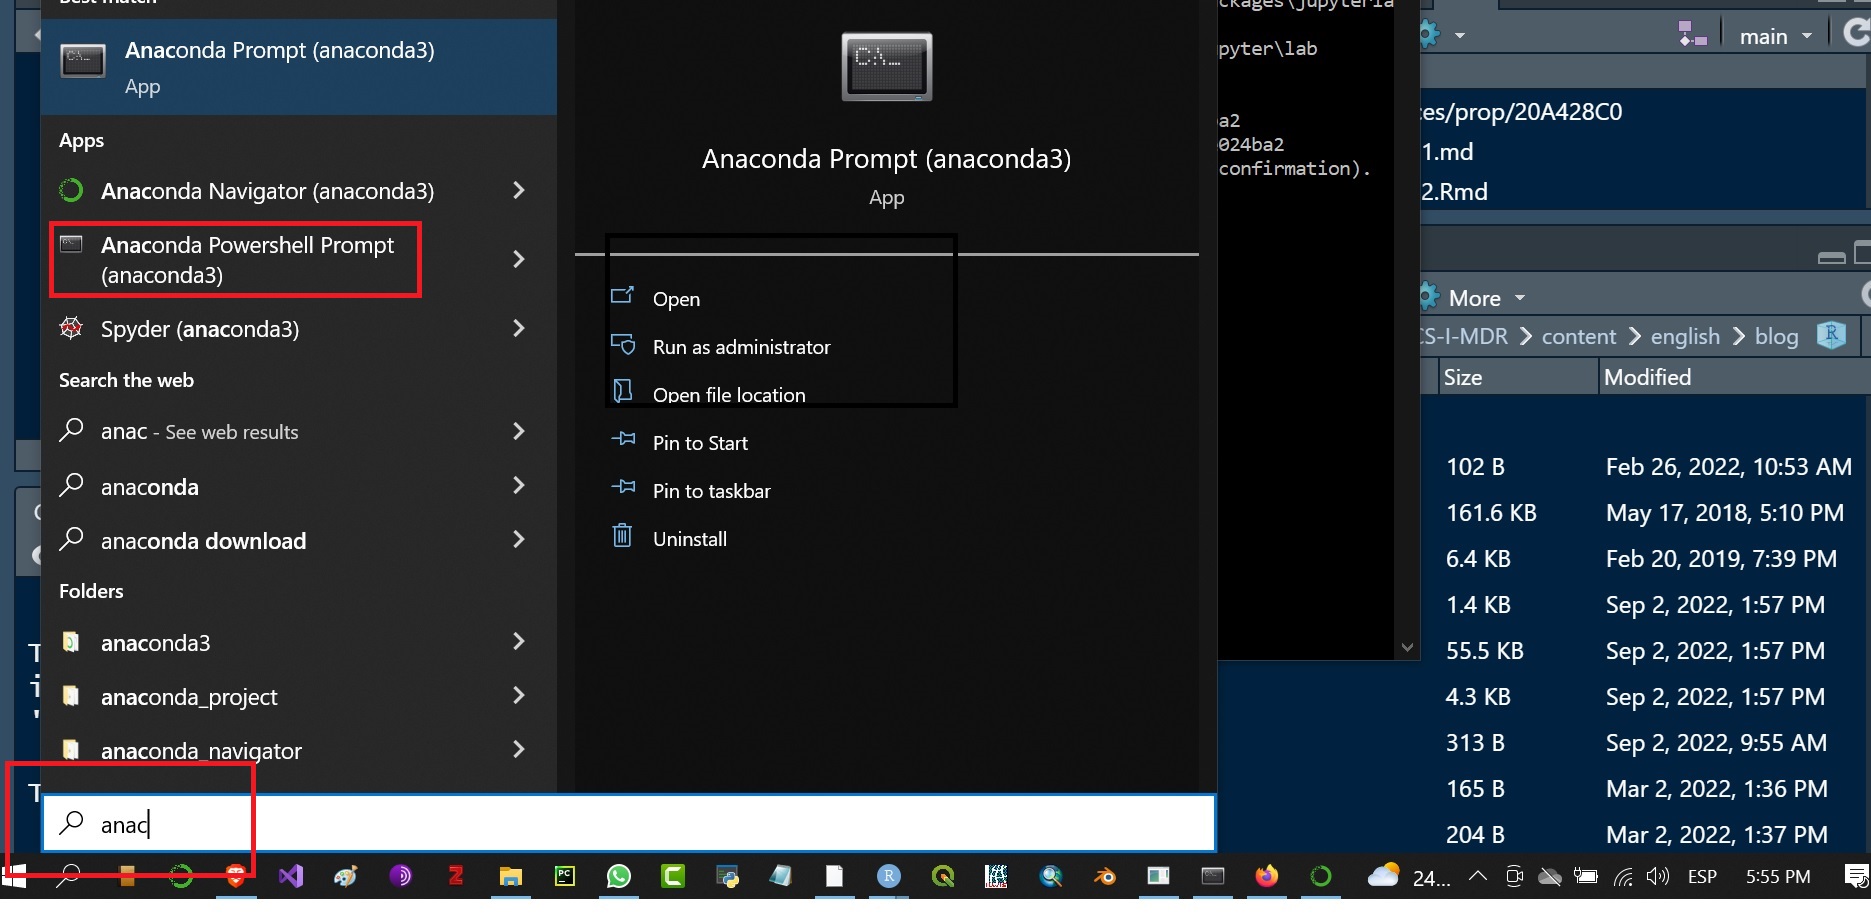 Best match
Anaconda Prompt (anaconda3)
App
Apps
Anaconda Navigator (anaconda3)
Anaconda Powershell Prompt
(anaconda3)
Spyder (anaconda3)
Search the web
anac - See web results
anaconda
anaconda download
Folders
anaconda3
anaconda_project
anaconda_navigator
anac
Anaconda Prompt (anaconda3)
App
Open
Run as administrator
Open file location
Pin to Start
Pin to taskbar
Uninstall
ckages\jupyterla
pyter\lab
a2
024ba2
confirmation).
main
es/prop/20A428C0
1.md
2.Rmd
More
CS-I-MDR > content > english > blog
Size Modified
102 B Feb 26, 2022, 10:53 AM
161.6 KB May 17, 2018, 5:10 PM
6.4 KB Feb 20, 2019, 7:39 PM
1.4 KB Sep 2, 2022, 1:57 PM
55.5 KB Sep 2, 2022, 1:57 PM
4.3 KB Sep 2, 2022, 1:57 PM
313 B Sep 2, 2022, 9:55 AM
165 B Mar 2, 2022, 1:36 PM
204 B Mar 2, 2022, 1:37 PM
24... ESP 5:55 PM